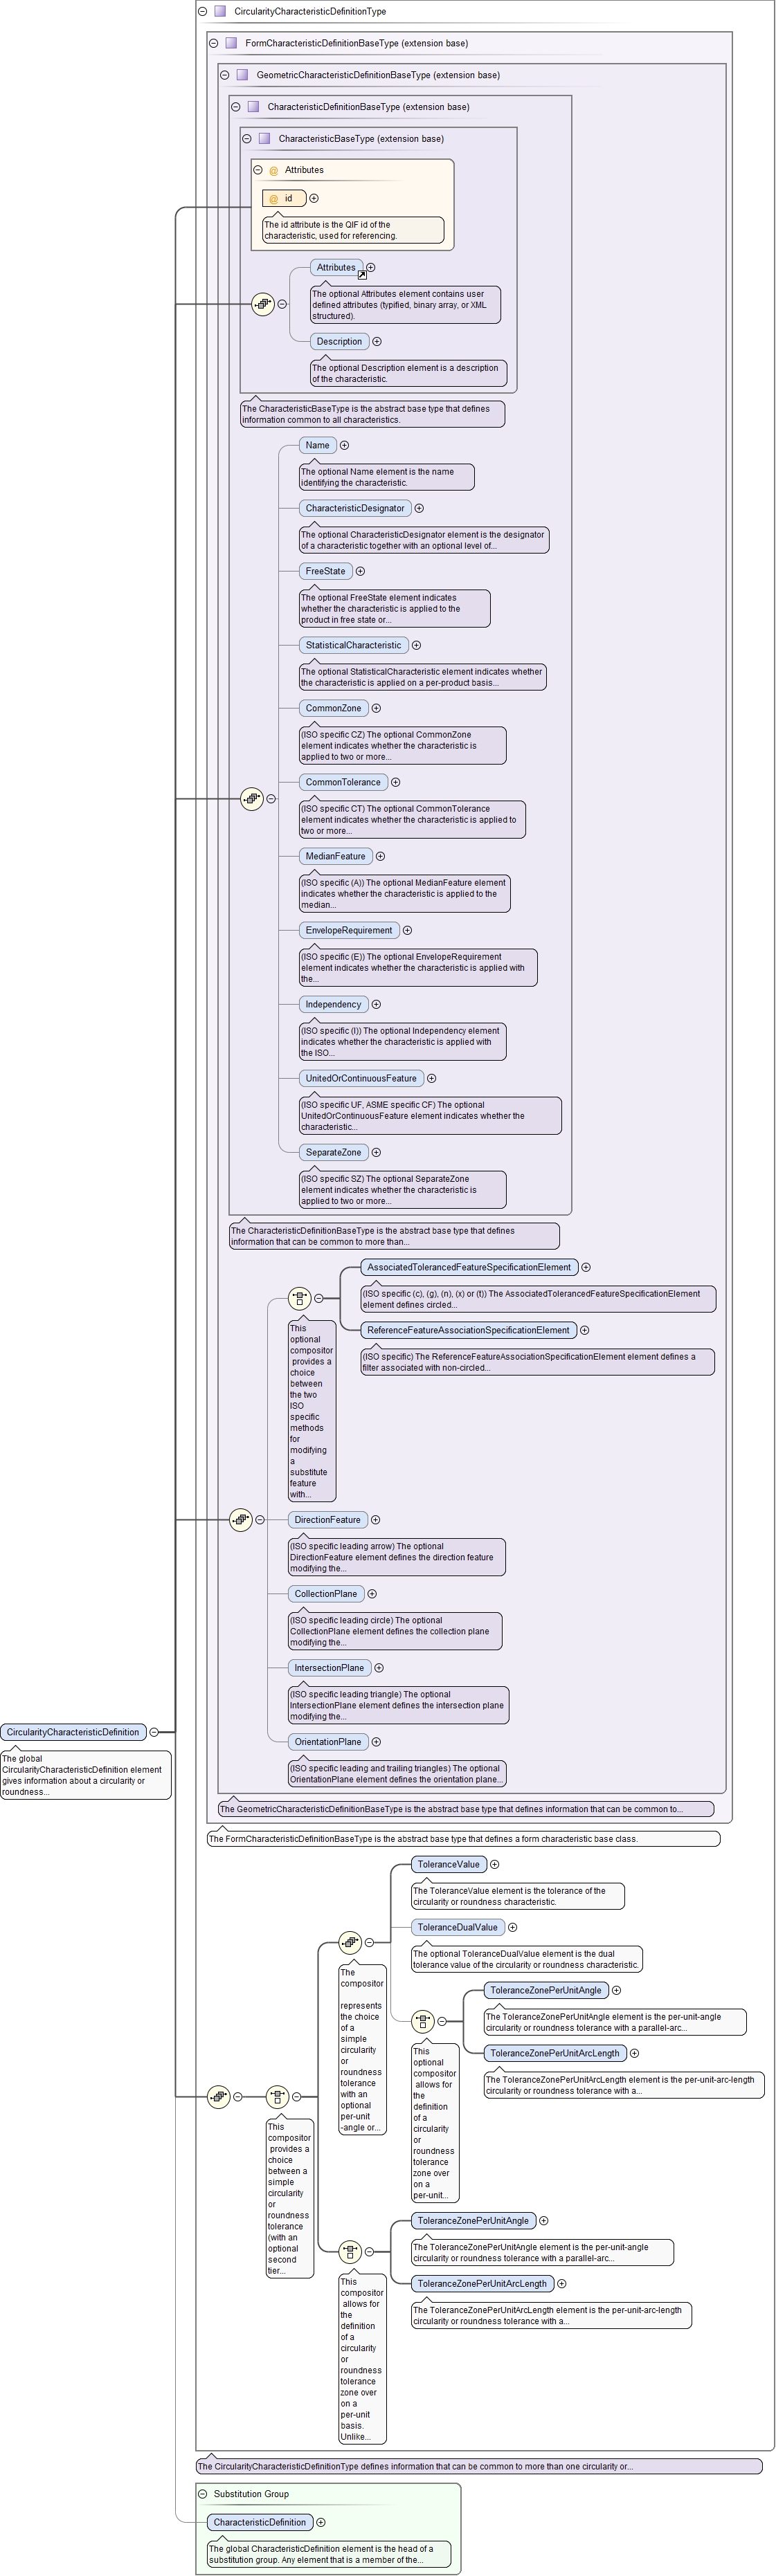 CircularityCharacteristicDefinitionType
FormCharacteristicDefinitionBaseType (extension base)
GeometricCharacteristicDefinitionBaseType (extension base)
CharacteristicDefinitionBaseType (extension base)
CharacteristicBaseType (extension base)
@ Attributes
@ id
The id attribute is the QIF id of the
characteristic, used for referencing.
Attributes
The optional Attributes element contains user
defined attributes (typified, binary array, or XML
structured).
Description
The optional Description element is a description
of the characteristic.
The CharacteristicBaseType is the abstract base type that defines
information common to all characteristics.
Name
The optional Name element is the name
identifying the characteristic.
CharacteristicDesignator
The optional CharacteristicDesignator element is the designator
of a characteristic together with an optional level of...
FreeState
The optional FreeState element indicates
whether the characteristic is applied to the
product in free state or...
StatisticalCharacteristic
The optional StatisticalCharacteristic element indicates whether
the characteristic is applied on a per-product basis...
CommonZone
(ISO specific CZ) The optional CommonZone
element indicates whether the characteristic is
applied to two or more...
CommonTolerance
(ISO specific CT) The optional CommonTolerance
element indicates whether the characteristic is applied to
two or more...
MedianFeature
(ISO specific (A)) The optional MedianFeature element
indicates whether the characteristic is applied to the
median...
EnvelopeRequirement
(ISO specific (E)) The optional EnvelopeRequirement
element indicates whether the characteristic is applied with
the...
Independency
(ISO specific (I)) The optional Independency element
indicates whether the characteristic is applied with
the ISO...
UnitedOrContinuousFeature
(ISO specific UF, ASME specific CF) The optional
UnitedOrContinuousFeature element indicates whether the
characteristic...
SeparateZone
(ISO specific SZ) The optional SeparateZone
element indicates whether the characteristic is
applied to two or more...
The CharacteristicDefinitionBaseType is the abstract base type that defines
information that can be common to more than...
AssociatedTolerancedFeatureSpecificationElement
(ISO specific (c), (g), (n), (x) or (t)) The AssociatedTolerancedFeatureSpecificationElement
element defines circled...
ReferenceFeatureAssociationSpecificationElement
(ISO specific) The ReferenceFeatureAssociationSpecificationElement element defines a
filter associated with non-circled...
This
optional
compositor
provides a
choice
between
the two
ISO
specific
methods
for
modifying
a
substitute
feature
with...
DirectionFeature
(ISO specific leading arrow) The optional
DirectionFeature element defines the direction feature
modifying the...
CollectionPlane
(ISO specific leading circle) The optional
CollectionPlane element defines the collection plane
modifying the...
IntersectionPlane
(ISO specific leading triangle) The optional
IntersectionPlane element defines the intersection plane
modifying the...
OrientationPlane
(ISO specific leading and trailing triangles) The optional
OrientationPlane element defines the orientation plane...
CircularityCharacteristicDefinition
The global
CircularityCharacteristicDefinition element
gives information about a circularity or
roundness...
The GeometricCharacteristicDefinitionBaseType is the abstract base type that defines information that can be common to...
The FormCharacteristicDefinitionBaseType is the abstract base type that defines a form characteristic base class.
ToleranceValue
The ToleranceValue element is the tolerance of the
circularity or roundness characteristic.
ToleranceDualValue
The optional ToleranceDualValue element is the dual
tolerance value of the circularity or roundness characteristic.
The
compositor
represents
the choice
of a
simple
circularity
or
roundness
tolerance
with an
optional
per-unit
-angle or...
ToleranceZonePerUnitAngle
The ToleranceZonePerUnitAngle element is the per-unit-angle
circularity or roundness tolerance with a parallel-arc...
ToleranceZonePerUnitArcLength
The ToleranceZonePerUnitArcLength element is the per-unit-arc-length
circularity or roundness tolerance with a...
This
optional
compositor
allows for
the
definition
of a
circularity
or
roundness
tolerance
zone over
on a
per-unit...
This
compositor
provides a
choice
between a
simple
circularity
or
roundness
tolerance
(with an
optional
second
tier...
ToleranceZonePerUnitAngle
The ToleranceZonePerUnitAngle element is the per-unit-angle
circularity or roundness tolerance with a parallel-arc...
ToleranceZonePerUnitArcLength
The ToleranceZonePerUnitArcLength element is the per-unit-arc-length
circularity or roundness tolerance with a...
This
compositor
allows for
the
definition
of a
circularity
or
roundness
tolerance
zone over
on a
per-unit
basis.
Unlike...
The CircularityCharacteristicDefinitionType defines information that can be common to more than one circularity or...
Substitution Group
CharacteristicDefinition
The global CharacteristicDefinition element is the head of a
substitution group. Any element that is a member of the...